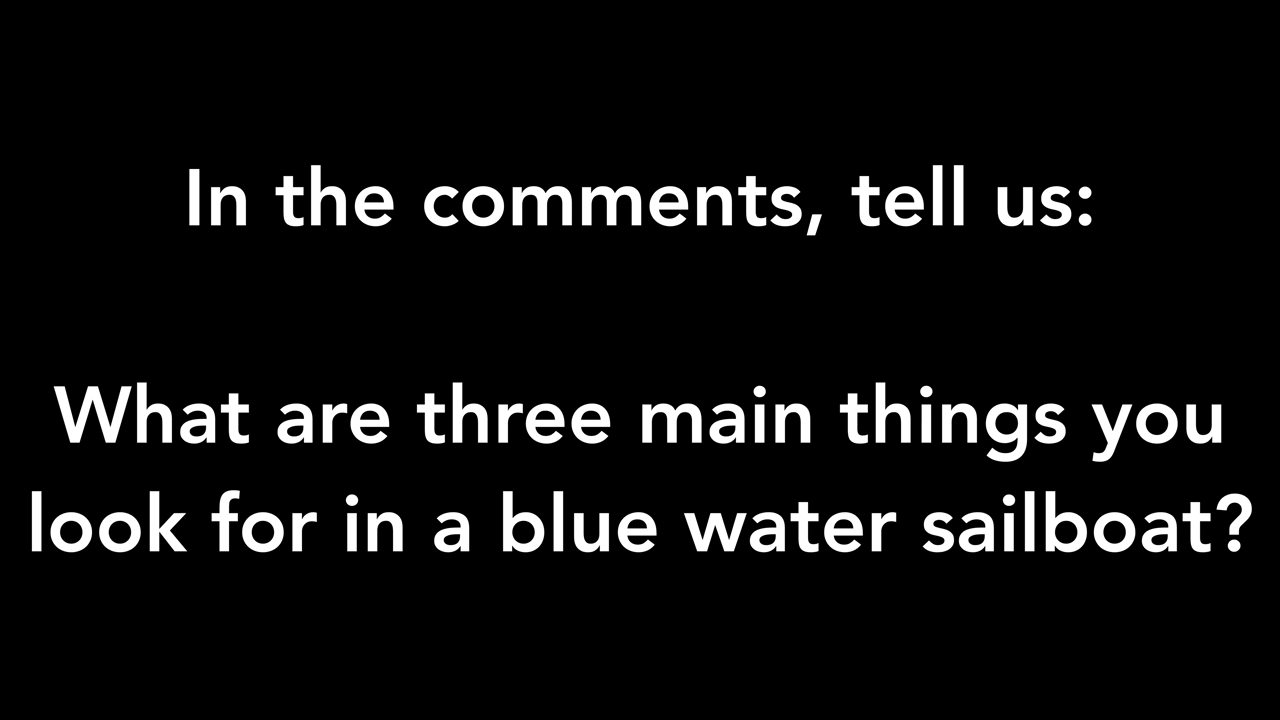 In the comments, tell us:
What are three main things you
look for in a blue water sailboat?